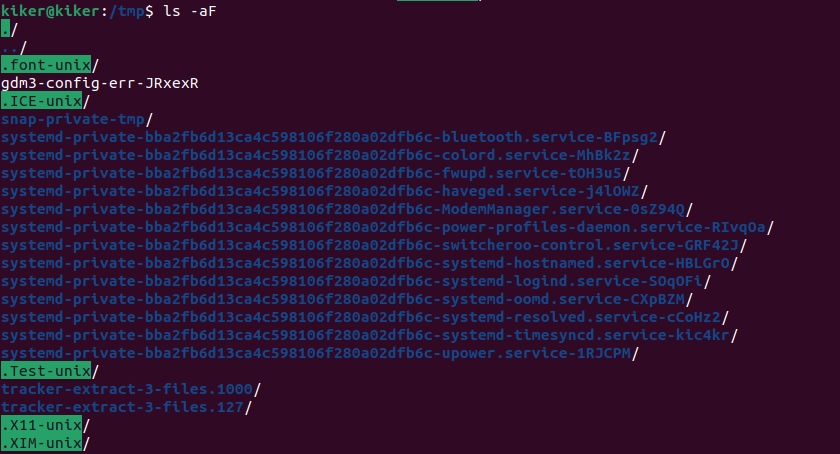 kiker@kiker:/tmp$ ls -aF
./
../
.font-unix/
gdm3-config-err-JRxexR
.ICE-unix/
snap-private-tmp/
systemd-private-bba2fb6d13ca4c598106f280a02dfb6c-bluetooth.service-BFpsg2/
systemd-private-bba2fb6d13ca4c598106f280a02dfb6c-colord.service-MhBk2z/
systemd-private-bba2fb6d13ca4c598106f280a02dfb6c-fwupd.service-tOH3u5/
systemd-private-bba2fb6d13ca4c598106f280a02dfb6c-haveged.service-j4lOWZ/
systemd-private-bba2fb6d13ca4c598106f280a02dfb6c-ModemManager.service-0sZ94Q/
systemd-private-bba2fb6d13ca4c598106f280a02dfb6c-power-profiles-daemon.service-RIvqOa/
systemd-private-bba2fb6d13ca4c598106f280a02dfb6c-switcheroo-control.service-GRF42J/
systemd-private-bba2fb6d13ca4c598106f280a02dfb6c-systemd-hostnamed.service-HBLGrO/
systemd-private-bba2fb6d13ca4c598106f280a02dfb6c-systemd-logind.service-SOqOFi/
systemd-private-bba2fb6d13ca4c598106f280a02dfb6c-systemd-oomd.service-CXpBZM/
systemd-private-bba2fb6d13ca4c598106f280a02dfb6c-systemd-resolved.service-cCoHz2/
systemd-private-bba2fb6d13ca4c598106f280a02dfb6c-systemd-timesyncd.service-kic4kr/
systemd-private-bba2fb6d13ca4c598106f280a02dfb6c-upower.service-1RJCPM/
.Test-unix/
tracker-extract-3-files.1000/
tracker-extract-3-files.127/
.X11-unix/
.XIM-unix/